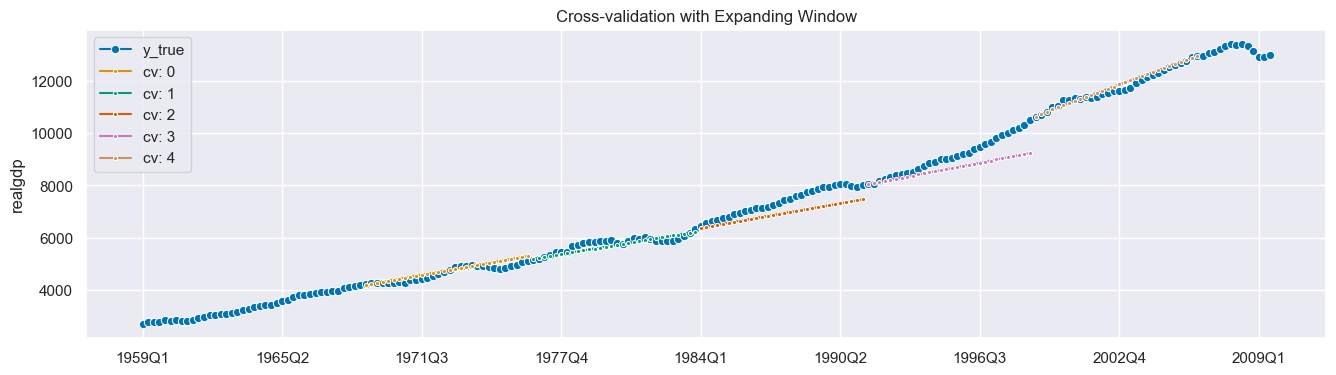 Cross-validation with Expanding Window
y_true
cv: 0
cv: 1
cv: 2
cv: 3
cv: 4
realgdp
12000
10000
8000
6000
4000
1959Q1 1965Q2 1971Q3 1977Q4 1984Q1 1990Q2 1996Q3 2002Q4 2009Q1